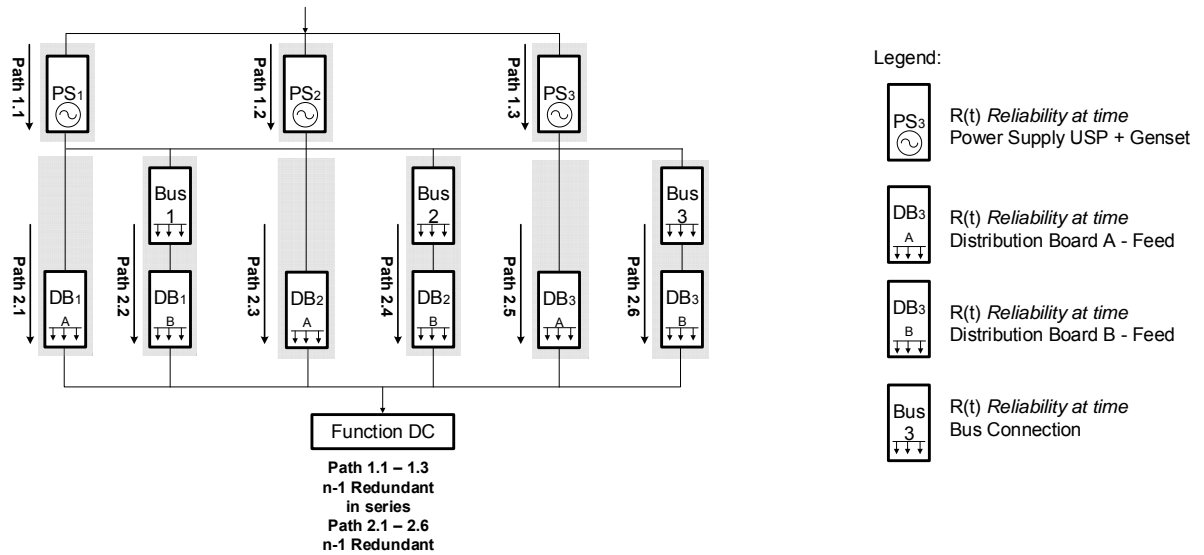 Path 1.1
PS1
Path 1.2
PS2
Path 1.3
PS3
Bus
1
Bus
2
Bus
3
Path 2.1
DB1
A
Path 2.2
DB1
B
Path 2.3
DB2
A
Path 2.4
DB2
B
Path 2.5
DB3
A
Path 2.6
DB3
B
Function DC
Path 1.1 – 1.3
n-1 Redundant
in series
Path 2.1 – 2.6
n-1 Redundant
Legend:
PS3
R(t) Reliability at time
Power Supply USP + Genset
DB3
A
R(t) Reliability at time
Distribution Board A - Feed
DB3
B
R(t) Reliability at time
Distribution Board B - Feed
Bus
3
R(t) Reliability at time
Bus Connection